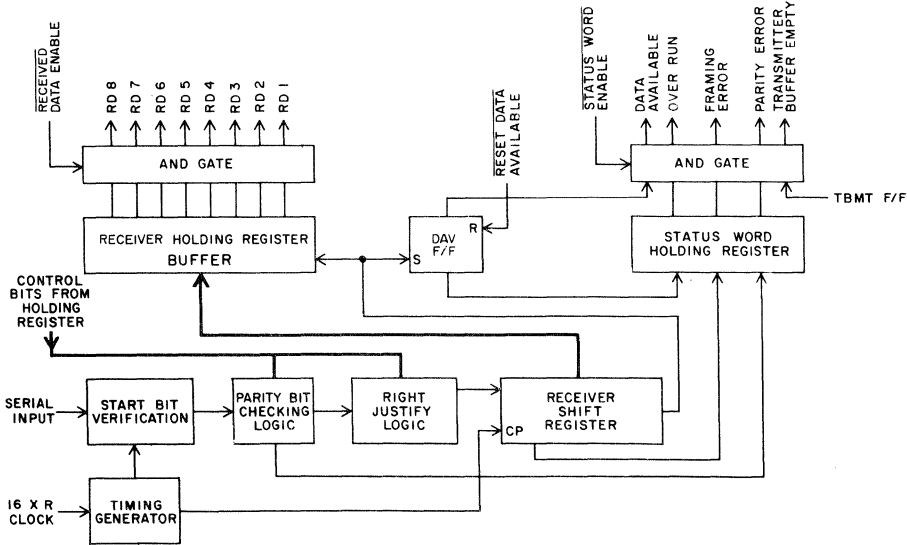 RECEIVED
DATA ENABLE
RD 8
RD 7
RD 6
RD 5
RD 4
RD 3
RD 2
RD 1
RESET DATA
AVAILABLE
STATUS WORD
ENABLE
DATA
AVAILABLE
OVER RUN
FRAMING
ERROR
PARITY ERROR
TRANSMITTER
BUFFER EMPTY
AND GATE
AND GATE
TBMT F/F
RECEIVER HOLDING REGISTER
BUFFER
R
DAV
F/F
S
STATUS WORD
HOLDING REGISTER
CONTROL
BITS FROM
HOLDING
REGISTER
SERIAL
INPUT
START BIT
VERIFICATION
PARITY BIT
CHECKING
LOGIC
RIGHT
JUSTIFY
LOGIC
RECEIVER
SHIFT
REGISTER
CP
16 X R
CLOCK
TIMING
GENERATOR